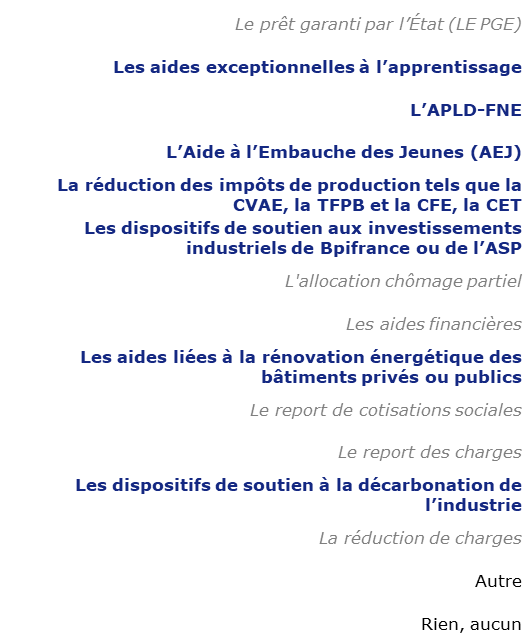 Le prêt garanti par l’État (LE PGE)
Les aides exceptionnelles à l’apprentissage
L’APLD-FNE
L’Aide à l’Embauche des Jeunes (AEJ)
La réduction des impôts de production tels que la
CVAE, la TFPB et la CFE, la CET
Les dispositifs de soutien aux investissements
industriels de Bpifrance ou de l’ASP
L'allocation chômage partiel
Les aides financières
Les aides liées à la rénovation énergétique des
bâtiments privés ou publics
Le report de cotisations sociales
Le report des charges
Les dispositifs de soutien à la décarbonation de
l’industrie
La réduction de charges
Autre
Rien, aucun